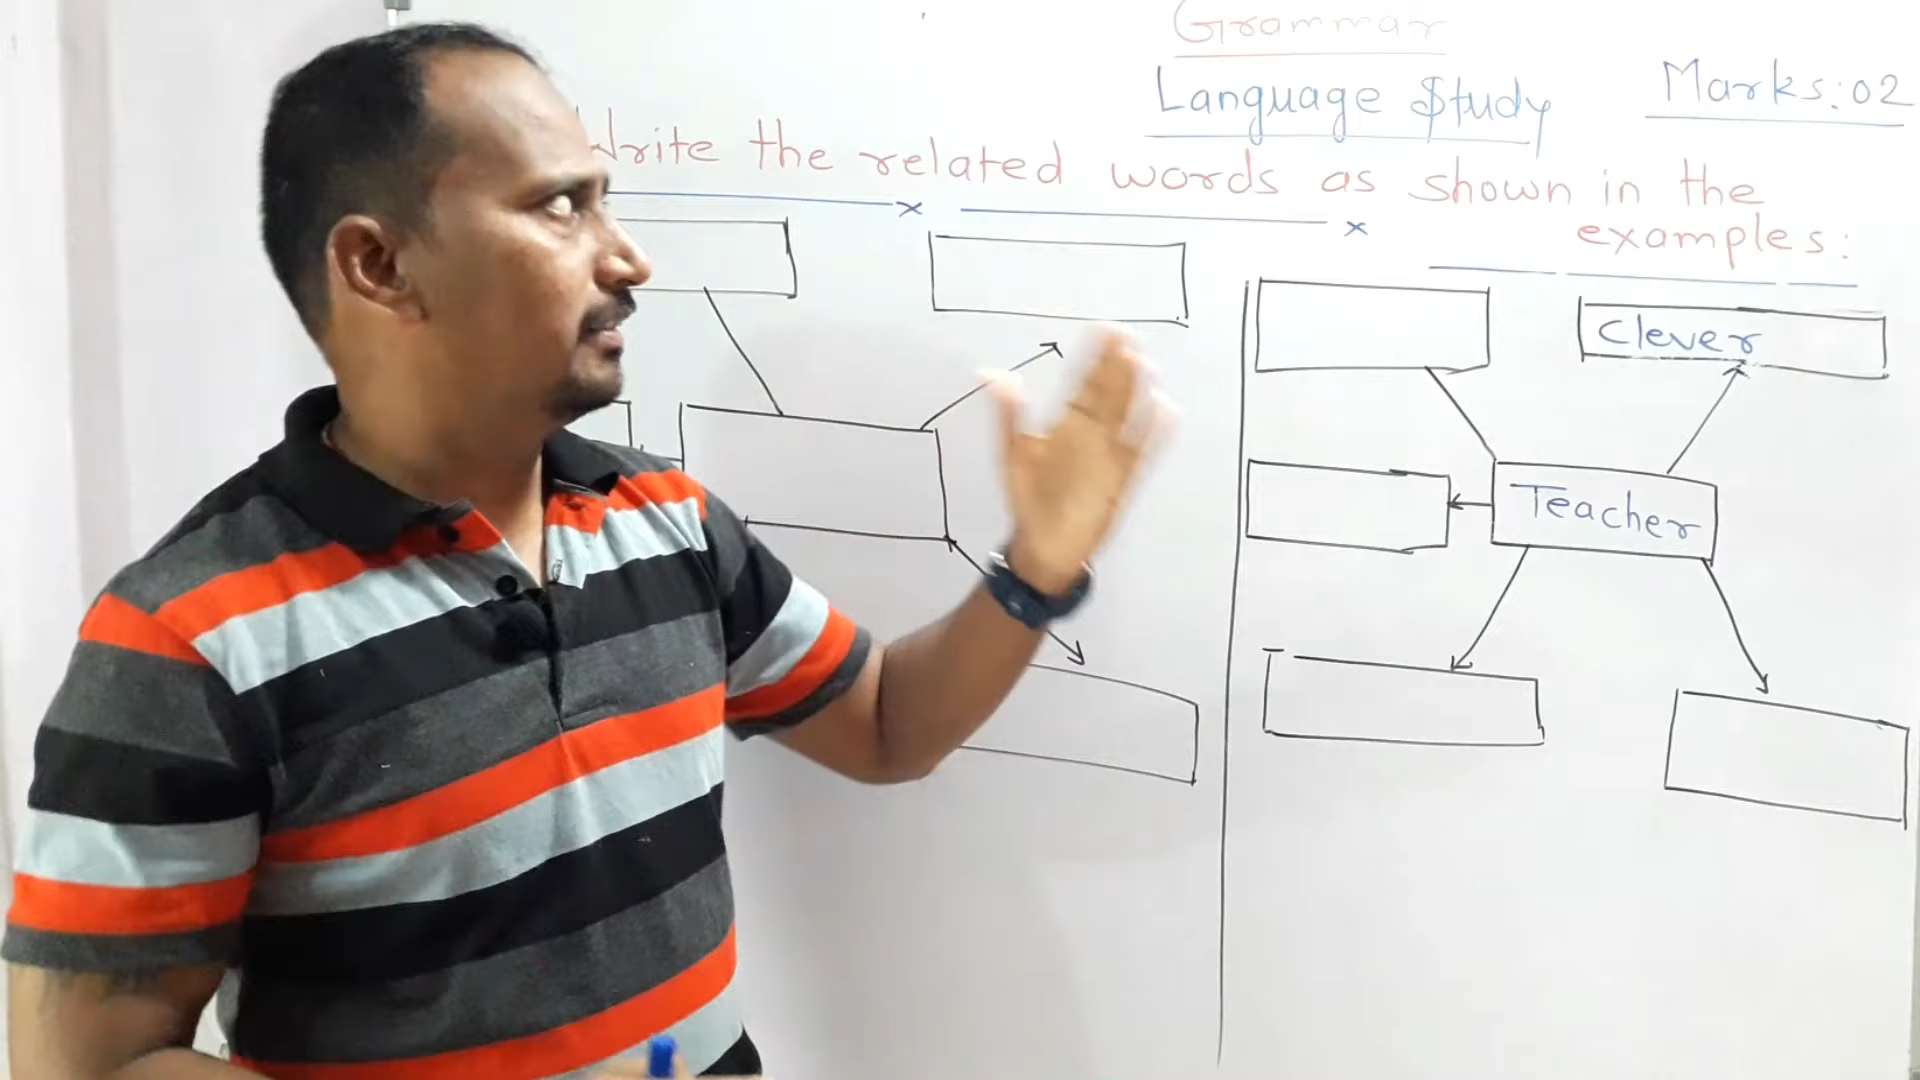 Grammar
Language Study
Marks:02
Write the related words as shown in the
examples:
Clever
Teacher